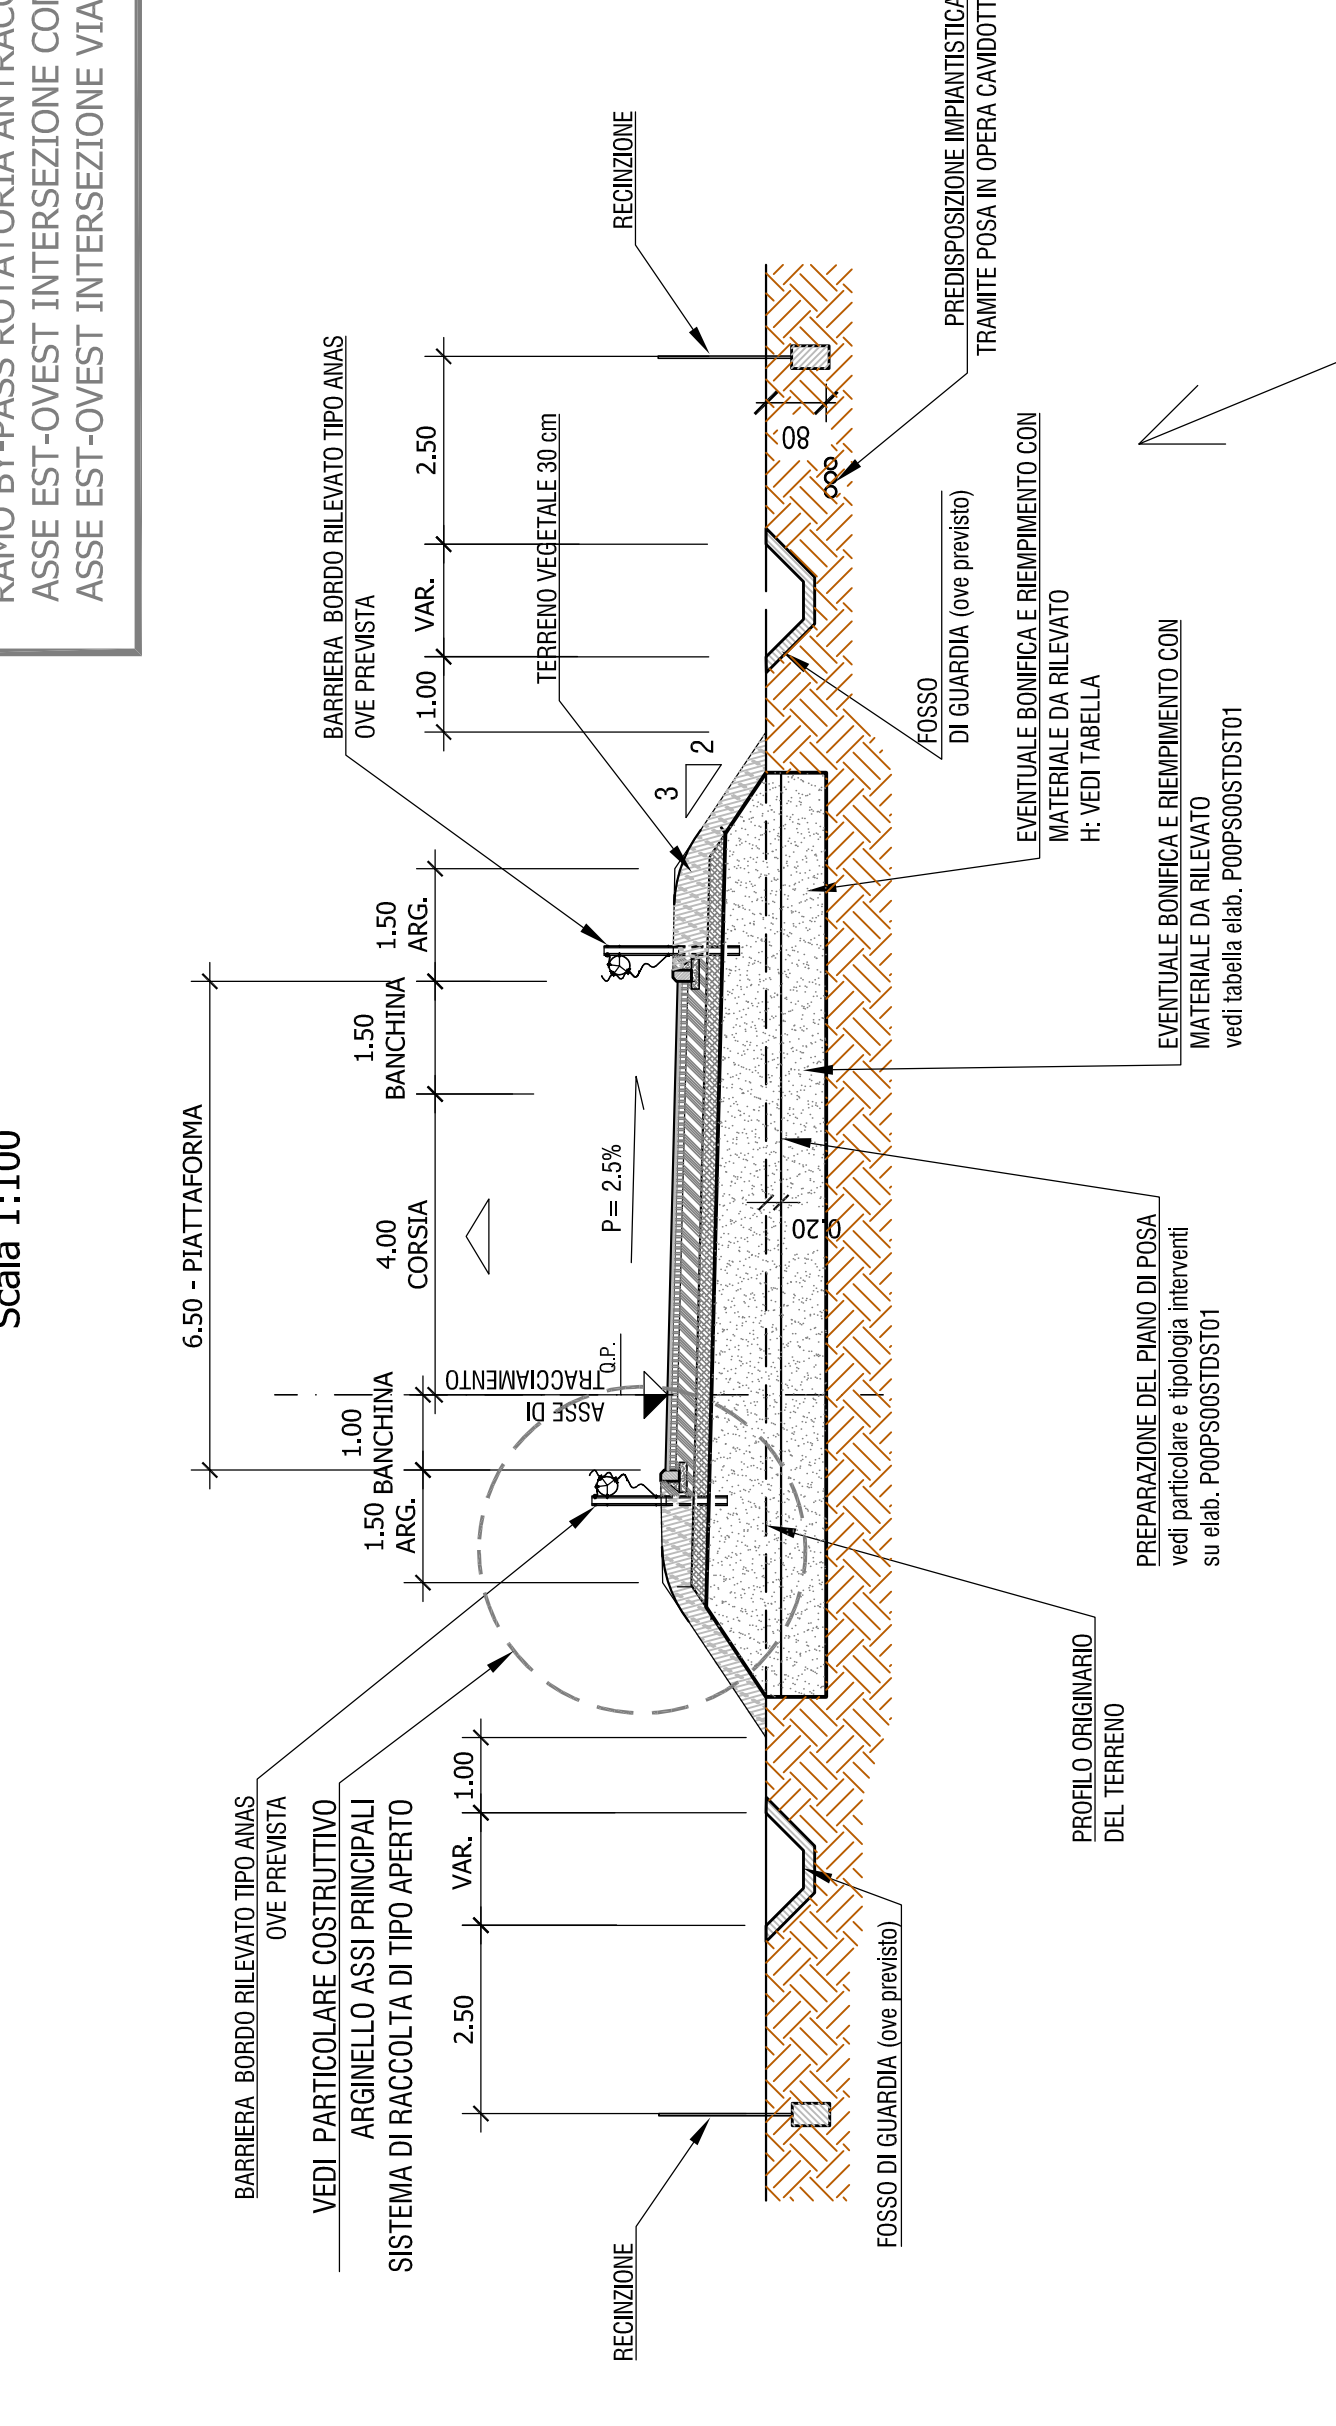 RAMO BY-PASS ROTATORIA
ASSE EST-OVEST INTERSEZIONE
ASSE EST-OVEST INTERSEZIONE VIA
Scala 1:100
6.50 - PIATTAFORMA
BARRIERA BORDO RILEVATO TIPO ANAS
OVE PREVISTA
VEDI PARTICOLARE COSTRUTTIVO
ARGINELLO ASSI PRINCIPALI
SISTEMA DI RACCOLTA DI TIPO APERTO
1.50
ARG.
1.00
BANCHINA
4.00
CORSIA
1.50
BANCHINA
1.50
ARG.
BARRIERA BORDO RILEVATO TIPO ANAS
OVE PREVISTA
2.50
VAR.
1.00
1.00
VAR.
2.50
TERRENO VEGETALE 30 cm
ASSE DI
TRACCIAMENTO
Q.P.
P= 2.5%
3
2
RECINZIONE
RECINZIONE
0.20
80
FOSSO DI GUARDIA (ove previsto)
FOSSO
DI GUARDIA (ove previsto)
PREDISPOSIZIONE IMPIANTISTICA
TRAMITE POSA IN OPERA CAVIDOTT
PROFILO ORIGINARIO
DEL TERRENO
EVENTUALE BONIFICA E RIEMPIMENTO CON
MATERIALE DA RILEVATO
H: VEDI TABELLA
PREPARAZIONE DEL PIANO DI POSA
vedi particolare e tipologia interventi
su elab. P00PS00STDST01
EVENTUALE BONIFICA E RIEMPIMENTO CON
MATERIALE DA RILEVATO
vedi tabella elab. P00PS00STDST01